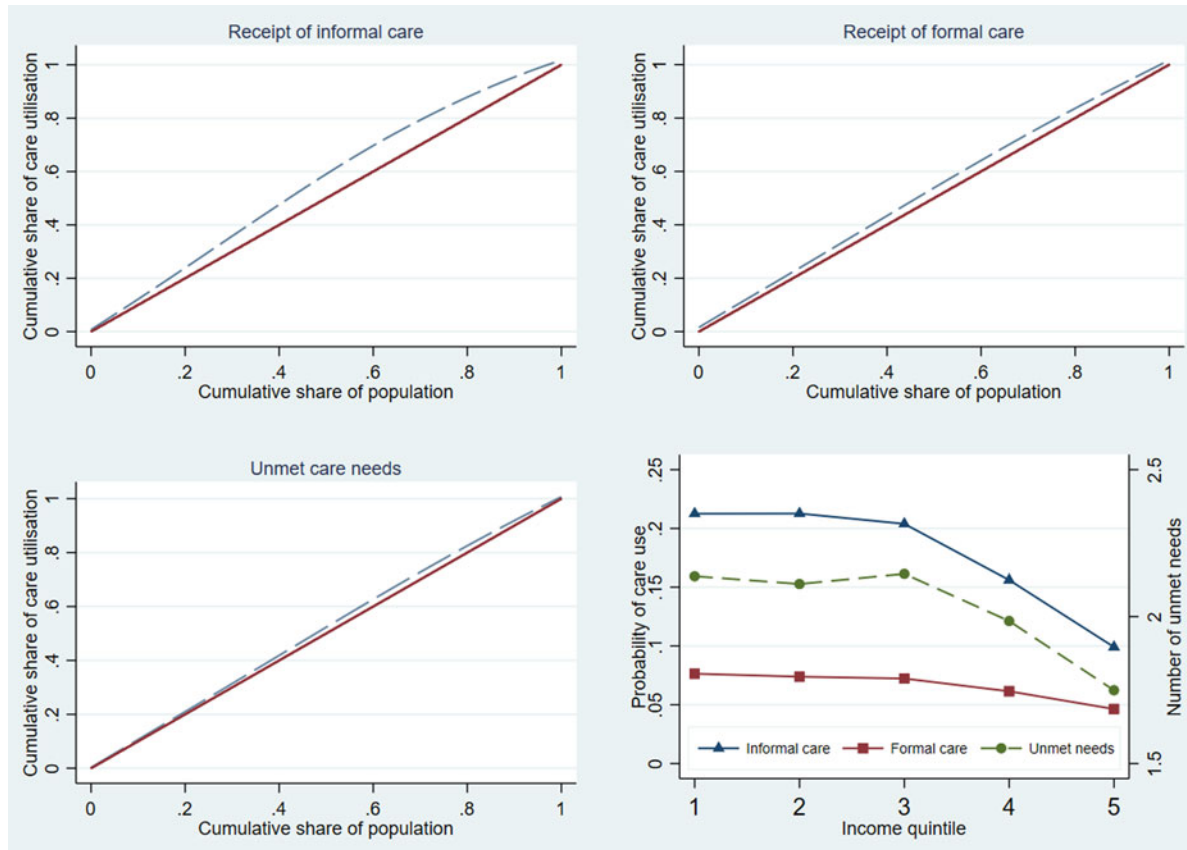 Receipt of informal care
Cumulative share of care utilisation
1
.8
.6
.4
.2
0
0 .2 .4 .6 .8 1
Cumulative share of population
Receipt of formal care
Cumulative share of care utilisation
1
.8
.6
.4
.2
0
0 .2 .4 .6 .8 1
Cumulative share of population
Unmet care needs
Cumulative share of care utilisation
1
.8
.6
.4
.2
0
0 .2 .4 .6 .8 1
Cumulative share of population
Probability of care use
.25
.2
.15
.1
.05
0
Number of unmet needs
2.5
2
1.5
Informal care Formal care Unmet needs
1 2 3 4 5
Income quintile